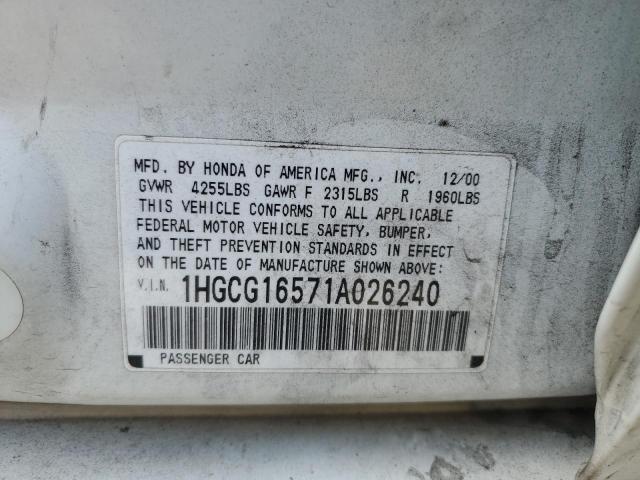 MFD. BY HONDA OF AMERICA MFG., INC. 12/00
GVWR 4255LBS GAWR F 2315LBS R 1960LBS
THIS VEHICLE CONFORMS TO ALL APPLICABLE
FEDERAL MOTOR VEHICLE SAFETY, BUMPER,
AND THEFT PREVENTION STANDARDS IN EFFECT
ON THE DATE OF MANUFACTURE SHOWN ABOVE:
V.I.N. 1HGCG16571A026240
PASSENGER CAR